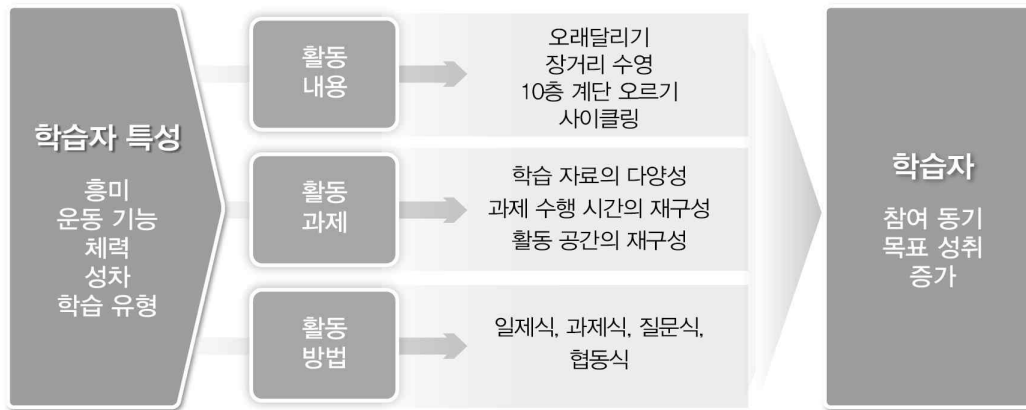 학습자 특성
흥미
운동 기능
체력
성차
학습 유형
활동
내용
오래달리기
장거리 수영
10층 계단 오르기
사이클링
활동
과제
학습 자료의 다양성
과제 수행 시간의 재구성
활동 공간의 재구성
활동
방법
일제식, 과제식, 질문식,
협동식
학습자
참여 동기
목표 성취
증가